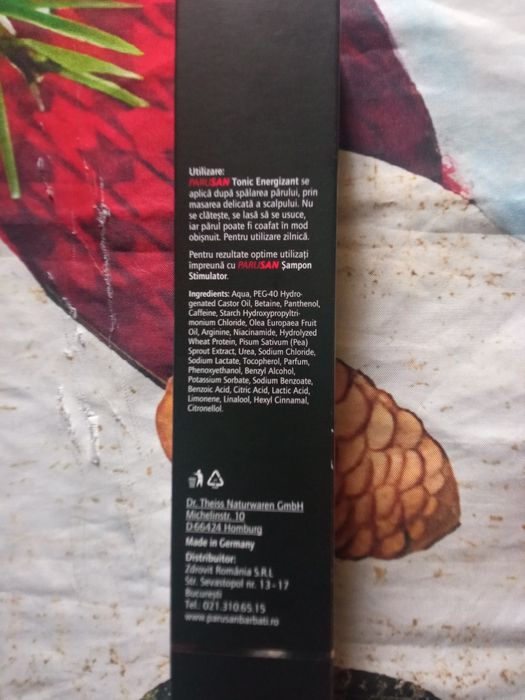 Utilizare:
PARUSAN Tonic Energizant se
aplică după spălarea părului, prin
masarea delicată a scalpului. Nu
se clătește, se lasă să se usuce,
iar părul poate fi coafat în mod
obișnuit. Pentru utilizare zilnică.
Pentru rezultate optime utilizați
împreună cu PARUSAN Șampon
Stimulator.
Ingredients: Aqua, PEG-40 Hydro-
genated Castor Oil, Betaine, Panthenol,
Caffeine, Starch Hydroxypropyltri-
monium Chloride, Olea Europaea Fruit
Oil, Arginine, Niacinamide, Hydrolyzed
Wheat Protein, Pisum Sativum (Pea)
Sprout Extract, Urea, Sodium Chloride,
Sodium Lactate, Tocopherol, Parfum,
Phenoxyethanol, Benzyl Alcohol,
Potassium Sorbate, Sodium Benzoate,
Benzoic Acid, Citric Acid, Lactic Acid,
Limonene, Linalool, Hexyl Cinnamal,
Citronellol.
Dr. Theiss Naturwaren GmbH
Michelinstr. 10
D 66424 Homburg
Made in Germany
Distribuitor:
Zdrovit România S.R.L
Str. Sevastopol nr. 13-17
București
Tel. 021.310.65.15
www.parusanbarbati.ro